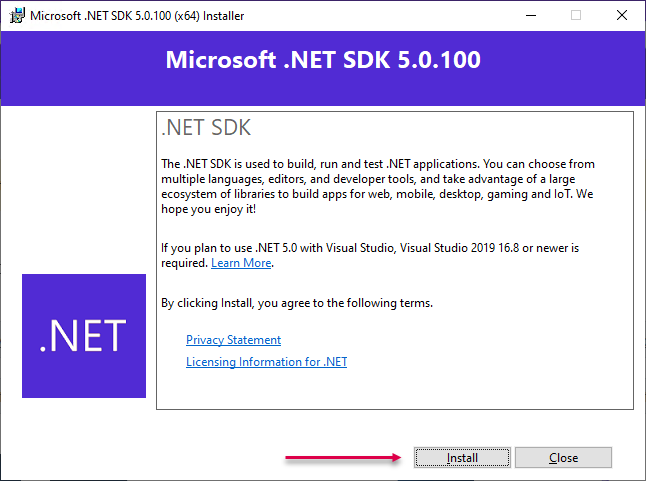 Microsoft .NET SDK 5.0.100 (x64) Installer
Microsoft .NET SDK 5.0.100
.NET SDK
The .NET SDK is used to build, run and test .NET applications. You can choose from
multiple languages, editors, and developer tools, and take advantage of a large
ecosystem of libraries to build apps for web, mobile, desktop, gaming and IoT. We
hope you enjoy it!
If you plan to use .NET 5.0 with Visual Studio, Visual Studio 2019 16.8 or newer is
required. Learn More.
By clicking Install, you agree to the following terms.
.NET
Privacy Statement
Licensing Information for .NET
Install
Close